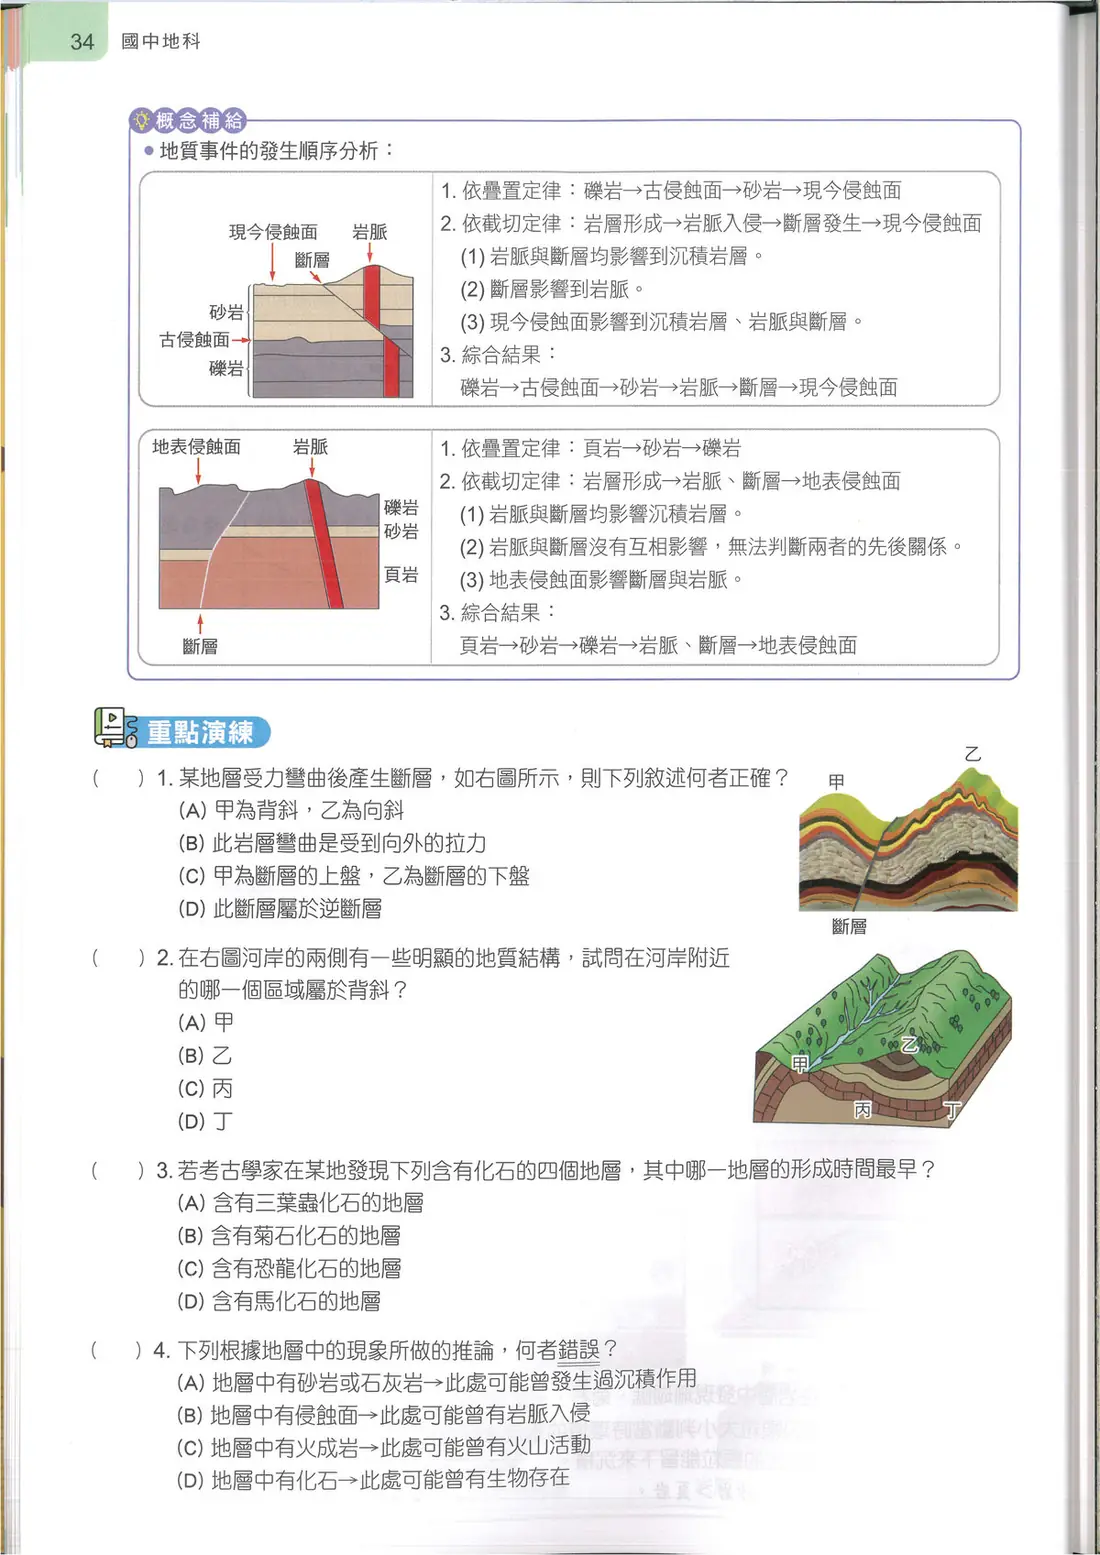 34 國中地科
概念補給
● 地質事件的發生順序分析：
現今侵蝕面 岩脈
斷層
砂岩
古侵蝕面
礫岩
1. 依疊置定律：礫岩→古侵蝕面→砂岩→現今侵蝕面
2. 依截切定律：岩層形成→岩脈入侵→斷層發生→現今侵蝕面
(1) 岩脈與斷層均影響到沉積岩層。
(2) 斷層影響到岩脈。
(3) 現今侵蝕面影響到沉積岩層、岩脈與斷層。
3. 綜合結果：
礫岩→古侵蝕面→砂岩→岩脈→斷層→現今侵蝕面
地表侵蝕面 岩脈
礫岩
砂岩
頁岩
斷層
1. 依疊置定律：頁岩→砂岩→礫岩
2. 依截切定律：岩層形成→岩脈、斷層→地表侵蝕面
(1) 岩脈與斷層均影響沉積岩層。
(2) 岩脈與斷層沒有互相影響，無法判斷兩者的先後關係。
(3) 地表侵蝕面影響斷層與岩脈。
3. 綜合結果：
頁岩→砂岩→礫岩→岩脈、斷層→地表侵蝕面
重點演練
（　　）1. 某地層受力彎曲後產生斷層，如右圖所示，則下列敘述何者正確？
(A) 甲為背斜，乙為向斜
(B) 此岩層彎曲是受到向外的拉力
(C) 甲為斷層的上盤，乙為斷層的下盤
(D) 此斷層屬於逆斷層
甲
乙
斷層
（　　）2. 在右圖河岸的兩側有一些明顯的地質結構，試問在河岸附近
的哪一個區域屬於背斜？
(A) 甲
(B) 乙
(C) 丙
(D) 丁
乙
甲
丙
丁
（　　）3. 若考古學家在某地發現下列含有化石的四個地層，其中哪一地層的形成時間最早？
(A) 含有三葉蟲化石的地層
(B) 含有菊石化石的地層
(C) 含有恐龍化石的地層
(D) 含有馬化石的地層
（　　）4. 下列根據地層中的現象所做的推論，何者錯誤？
(A) 地層中有砂岩或石灰岩→此處可能曾發生過沉積作用
(B) 地層中有侵蝕面→此處可能曾有岩脈入侵
(C) 地層中有火成岩→此處可能曾有火山活動
(D) 地層中有化石→此處可能曾有生物存在